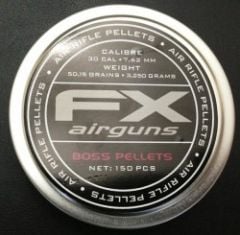 CALIBRE
.30 CAL • 7,62 MM
WEIGHT
50,15 GRAINS • 3,250 GRAMS
FX
airguns
BOSS PELLETS
NET: 150 PCS
• AIR RIFLE PELLETS • AIR RIFLE PELLETS • AIR RIFLE PELLETS • AIR RIFLE PELLETS